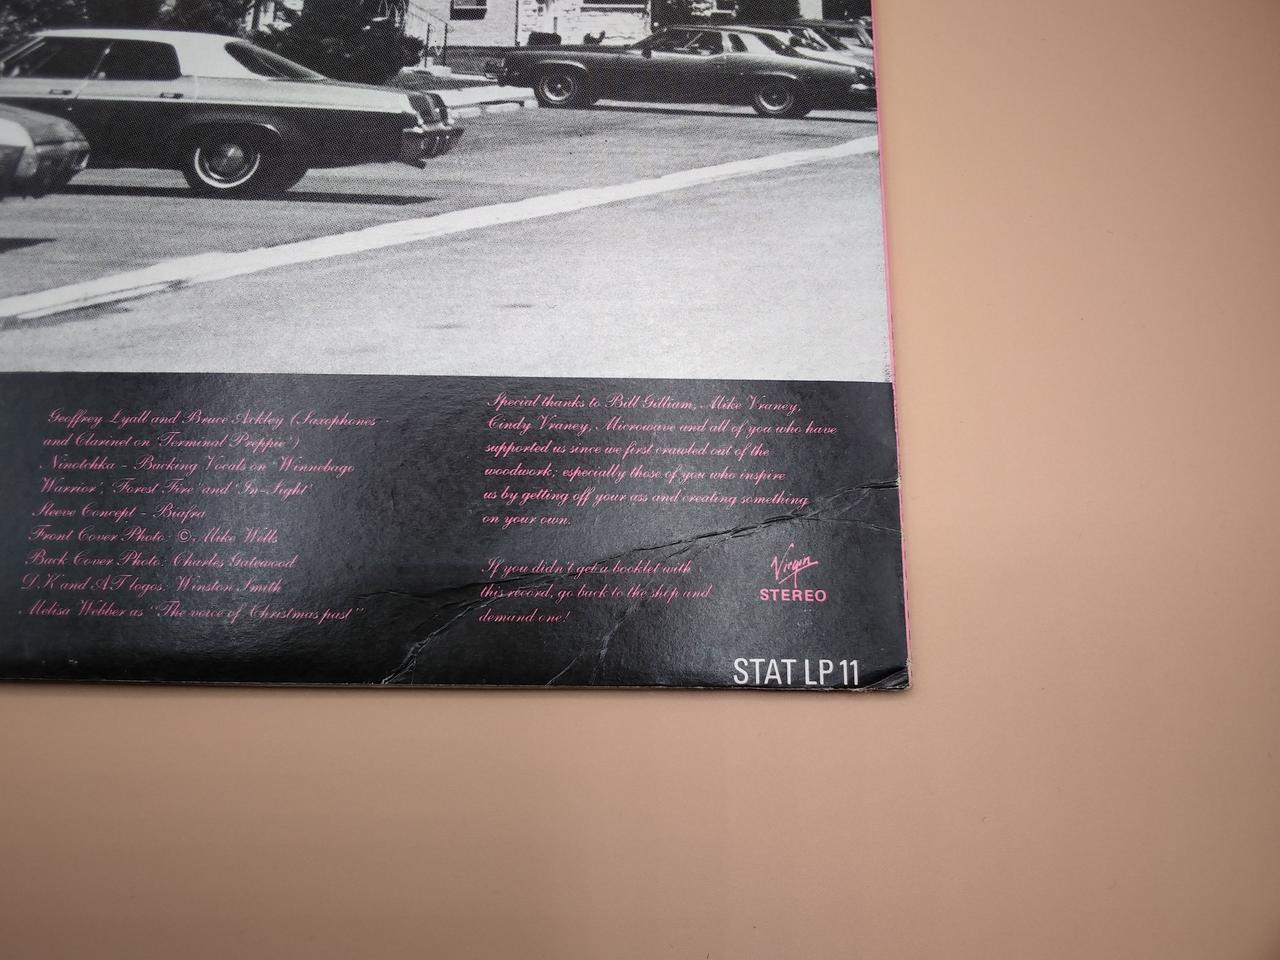 Geoffrey Lyall and Bruce Ackley (Saxophones
and Clarinet on 'Terminal Preppie')
Ninotchka - Backing Vocals on 'Winnebago
Warrior', 'Forest Fire' and 'In-Sight'
Sleeve Concept - Biafra
Front Cover Photo: © Mike Wells
Back Cover Photo: Charles Gatewood
D.K and A.T logos: Winston Smith
Melisa Webber as "The voice of Christmas past"
Special thanks to Bill Gilliam, Mike Vraney,
Cindy Vraney, Microwave and all of you who have
supported us since we first crawled out of the
woodwork; especially those of you who inspire
us by getting off your ass and creating something
on your own.
If you didn't get a booklet with
this record, go back to the shop and
demand one!
Virgin
STEREO
STAT LP 11